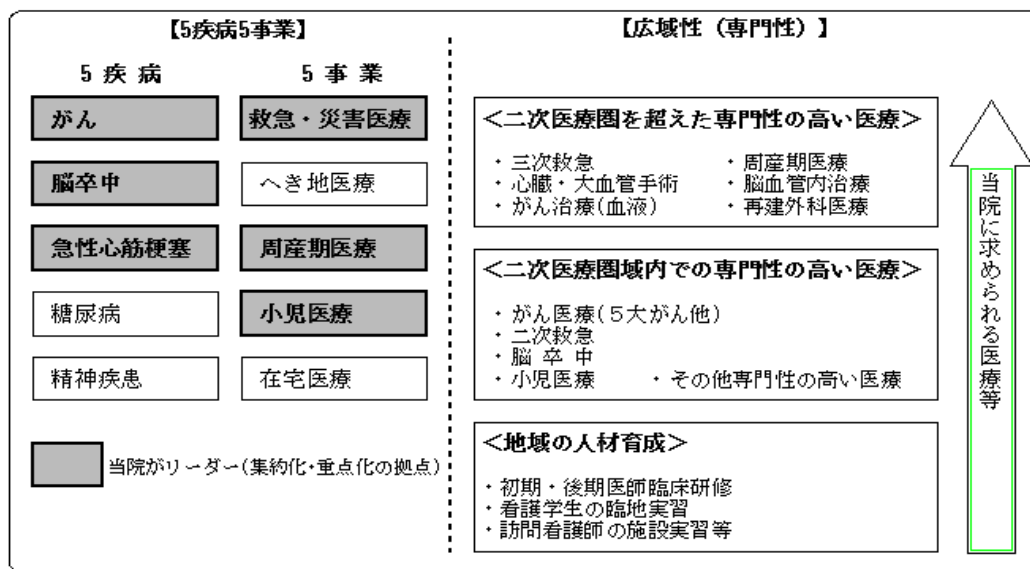 【5疾病5事業】
5 疾 病
5 事 業
がん
救急・災害医療
脳卒中
へき地医療
急性心筋梗塞
周産期医療
糖尿病
小児医療
精神疾患
在宅医療
当院がリーダー(集約化・重点化の拠点)
【広域性（専門性）】
＜二次医療圏を超えた専門性の高い医療＞
・三次救急
・周産期医療
・心臓・大血管手術
・脳血管内治療
・がん治療(血液)
・再建外科医療
＜二次医療圏域内での専門性の高い医療＞
・がん医療(５大がん他)
・二次救急
・脳 卒 中
・小児医療
・その他専門性の高い医療
＜地域の人材育成＞
・初期・後期医師臨床研修
・看護学生の臨地実習
・訪問看護師の施設実習等
当院に求められる医療等